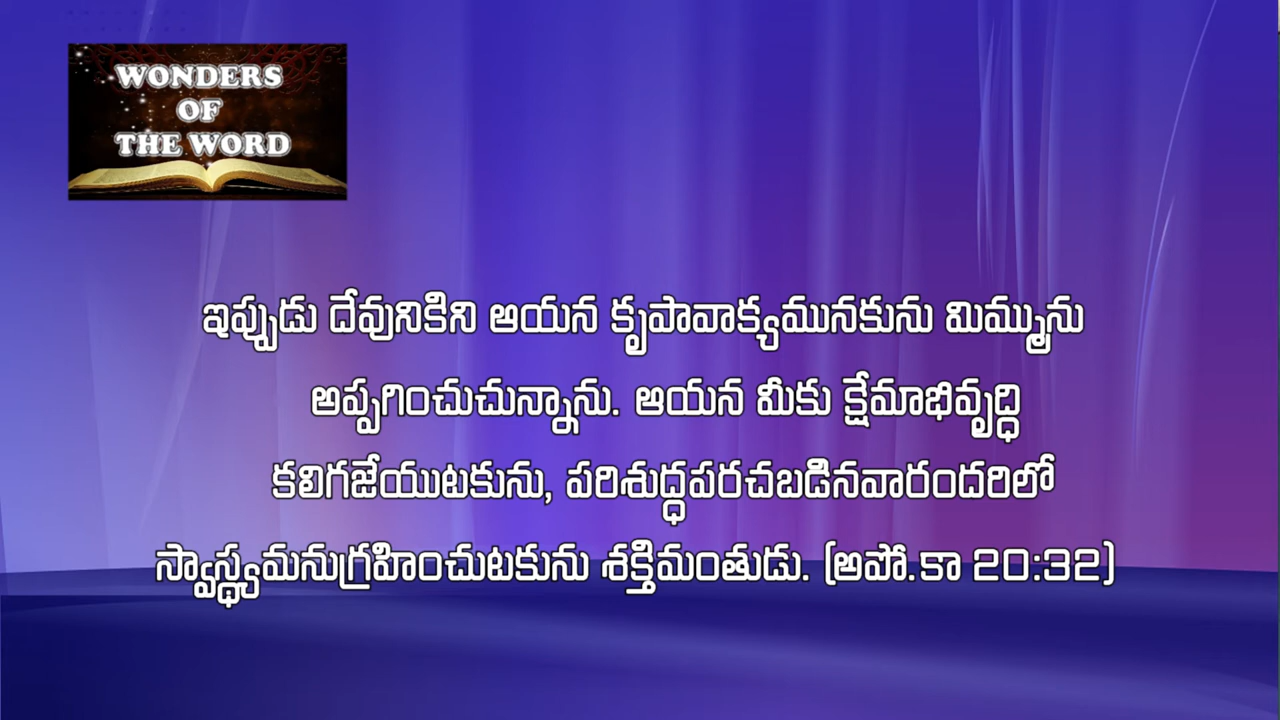 WONDERS
OF
THE WORD
ఇప్పుడు దేవునికిని ఆయన కృపావాక్యమునకును మిమ్మును
అప్పగించుచున్నాను. ఆయన మీకు క్షేమాభివృద్ధి
కలిగజేయుటకును, పరిశుద్ధపరచబడినవారందరిలో
స్వాస్థ్యమనుగ్రహించుటకును శక్తిమంతుడు. (అపో.కా 20:32)